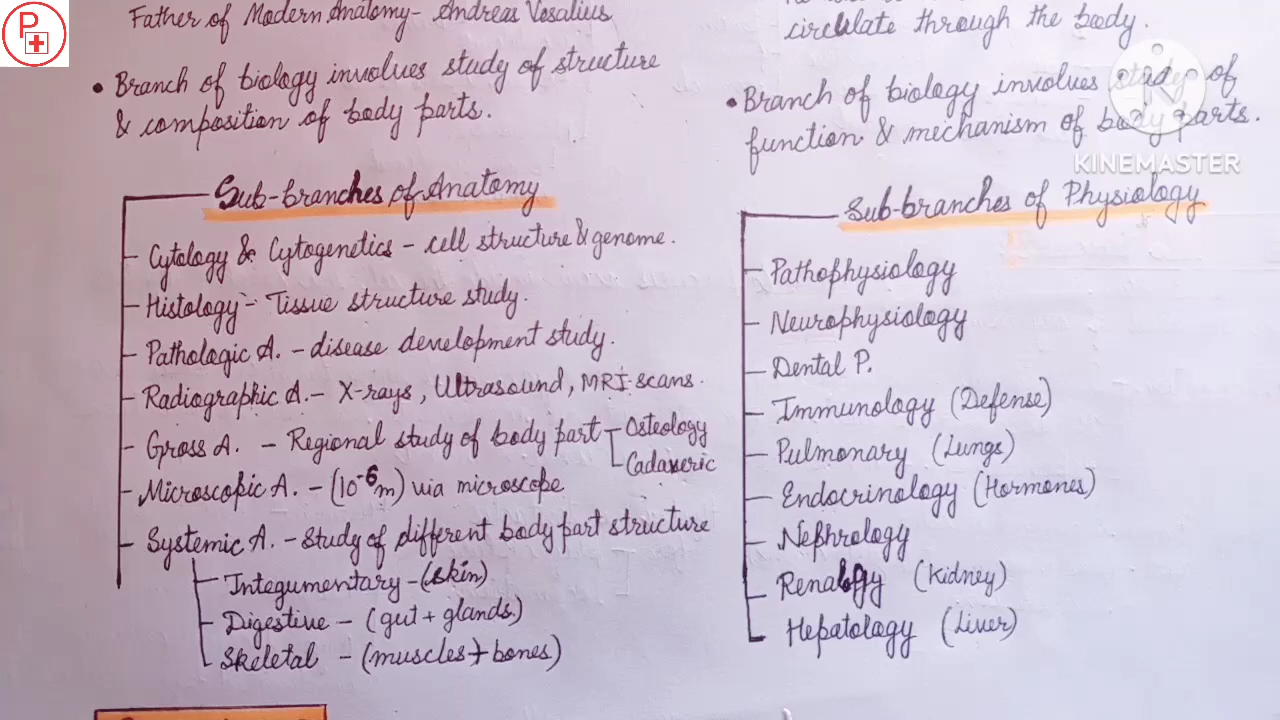 P
Father of Modern Anatomy- Andreas Vesalius
• Branch of biology involves study of structure
& composition of body parts.
Sub-branches of Anatomy
Cytology & Cytogenetics - cell structure & genome.
Histology - Tissue structure study.
Pathologic A. - disease development study.
Radiographic A. - X-rays, Ultrasound, MRI scans.
Gross A. - Regional study of body part
Osteology
Cadaveric
Microscopic A. - (10⁻⁶m) via microscope
Systemic A. - Study of different body part structure
Integumentary - (skin)
Digestive - (gut + glands)
Skeletal - (muscles + bones)
circulate through the body.
• Branch of biology involves study of
function & mechanism of body parts.
KINEMASTER
Sub-branches of Physiology
Pathophysiology
Neurophysiology
Dental P.
Immunology (Defense)
Pulmonary (Lungs)
Endocrinology (Hormones)
Nephrology
Renalogy (Kidney)
Hepatology (Liver)